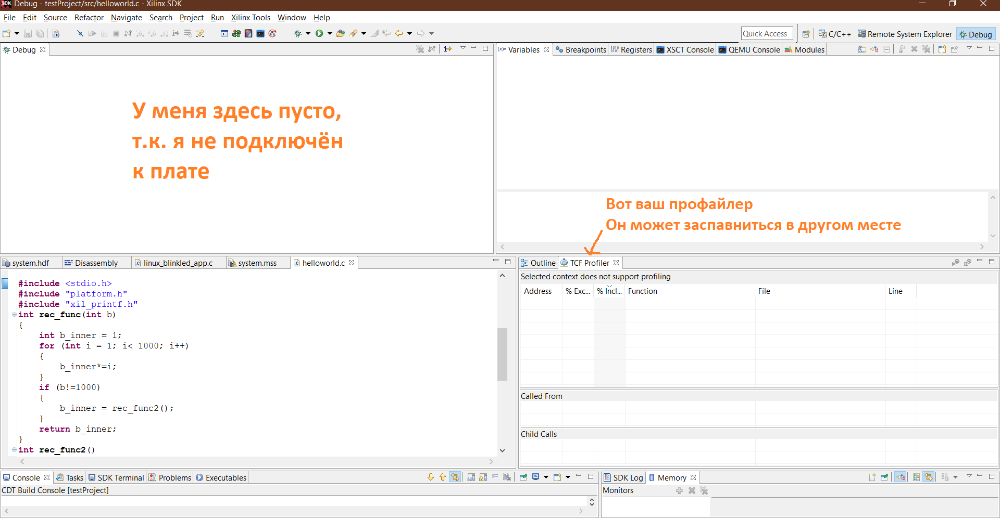 Debug - testProject/src/helloworld.c - Xilinx SDK
File Edit Source Refactor Navigate Search Project Run Xilinx Tools Window Help
Quick Access C/C++ Remote System Explorer Debug
Debug
У меня здесь пусто,
т.к. я не подключён
к плате
(x)= Variables Breakpoints Registers XSCT Console QEMU Console Modules
Вот ваш профайлер
Он может заспавниться в другом месте
system.hdf Disassembly linux_blinkled_app.c system.mss helloworld.c
#include <stdio.h>
#include "platform.h"
#include "xil_printf.h"
int rec_func(int b)
{
int b_inner = 1;
for (int i = 1; i< 1000; i++)
{
b_inner*=i;
}
if (b!=1000)
{
b_inner = rec_func2();
}
return b_inner;
}
int rec_func2()
Outline TCF Profiler
Selected context does not support profiling
Address % Exc... % Incl... Function File Line
Called From
Child Calls
Console Tasks SDK Terminal Problems Executables
CDT Build Console [testProject]
SDK Log Memory
Monitors